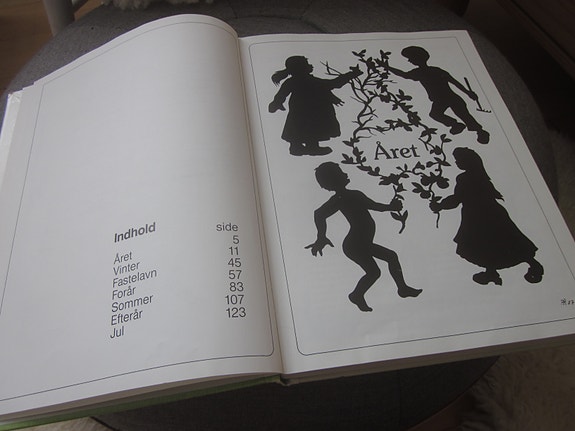 Indhold side
Året 5
Vinter 11
Fastelavn 45
Forår 57
Sommer 83
Efterår 107
Jul 123
Året